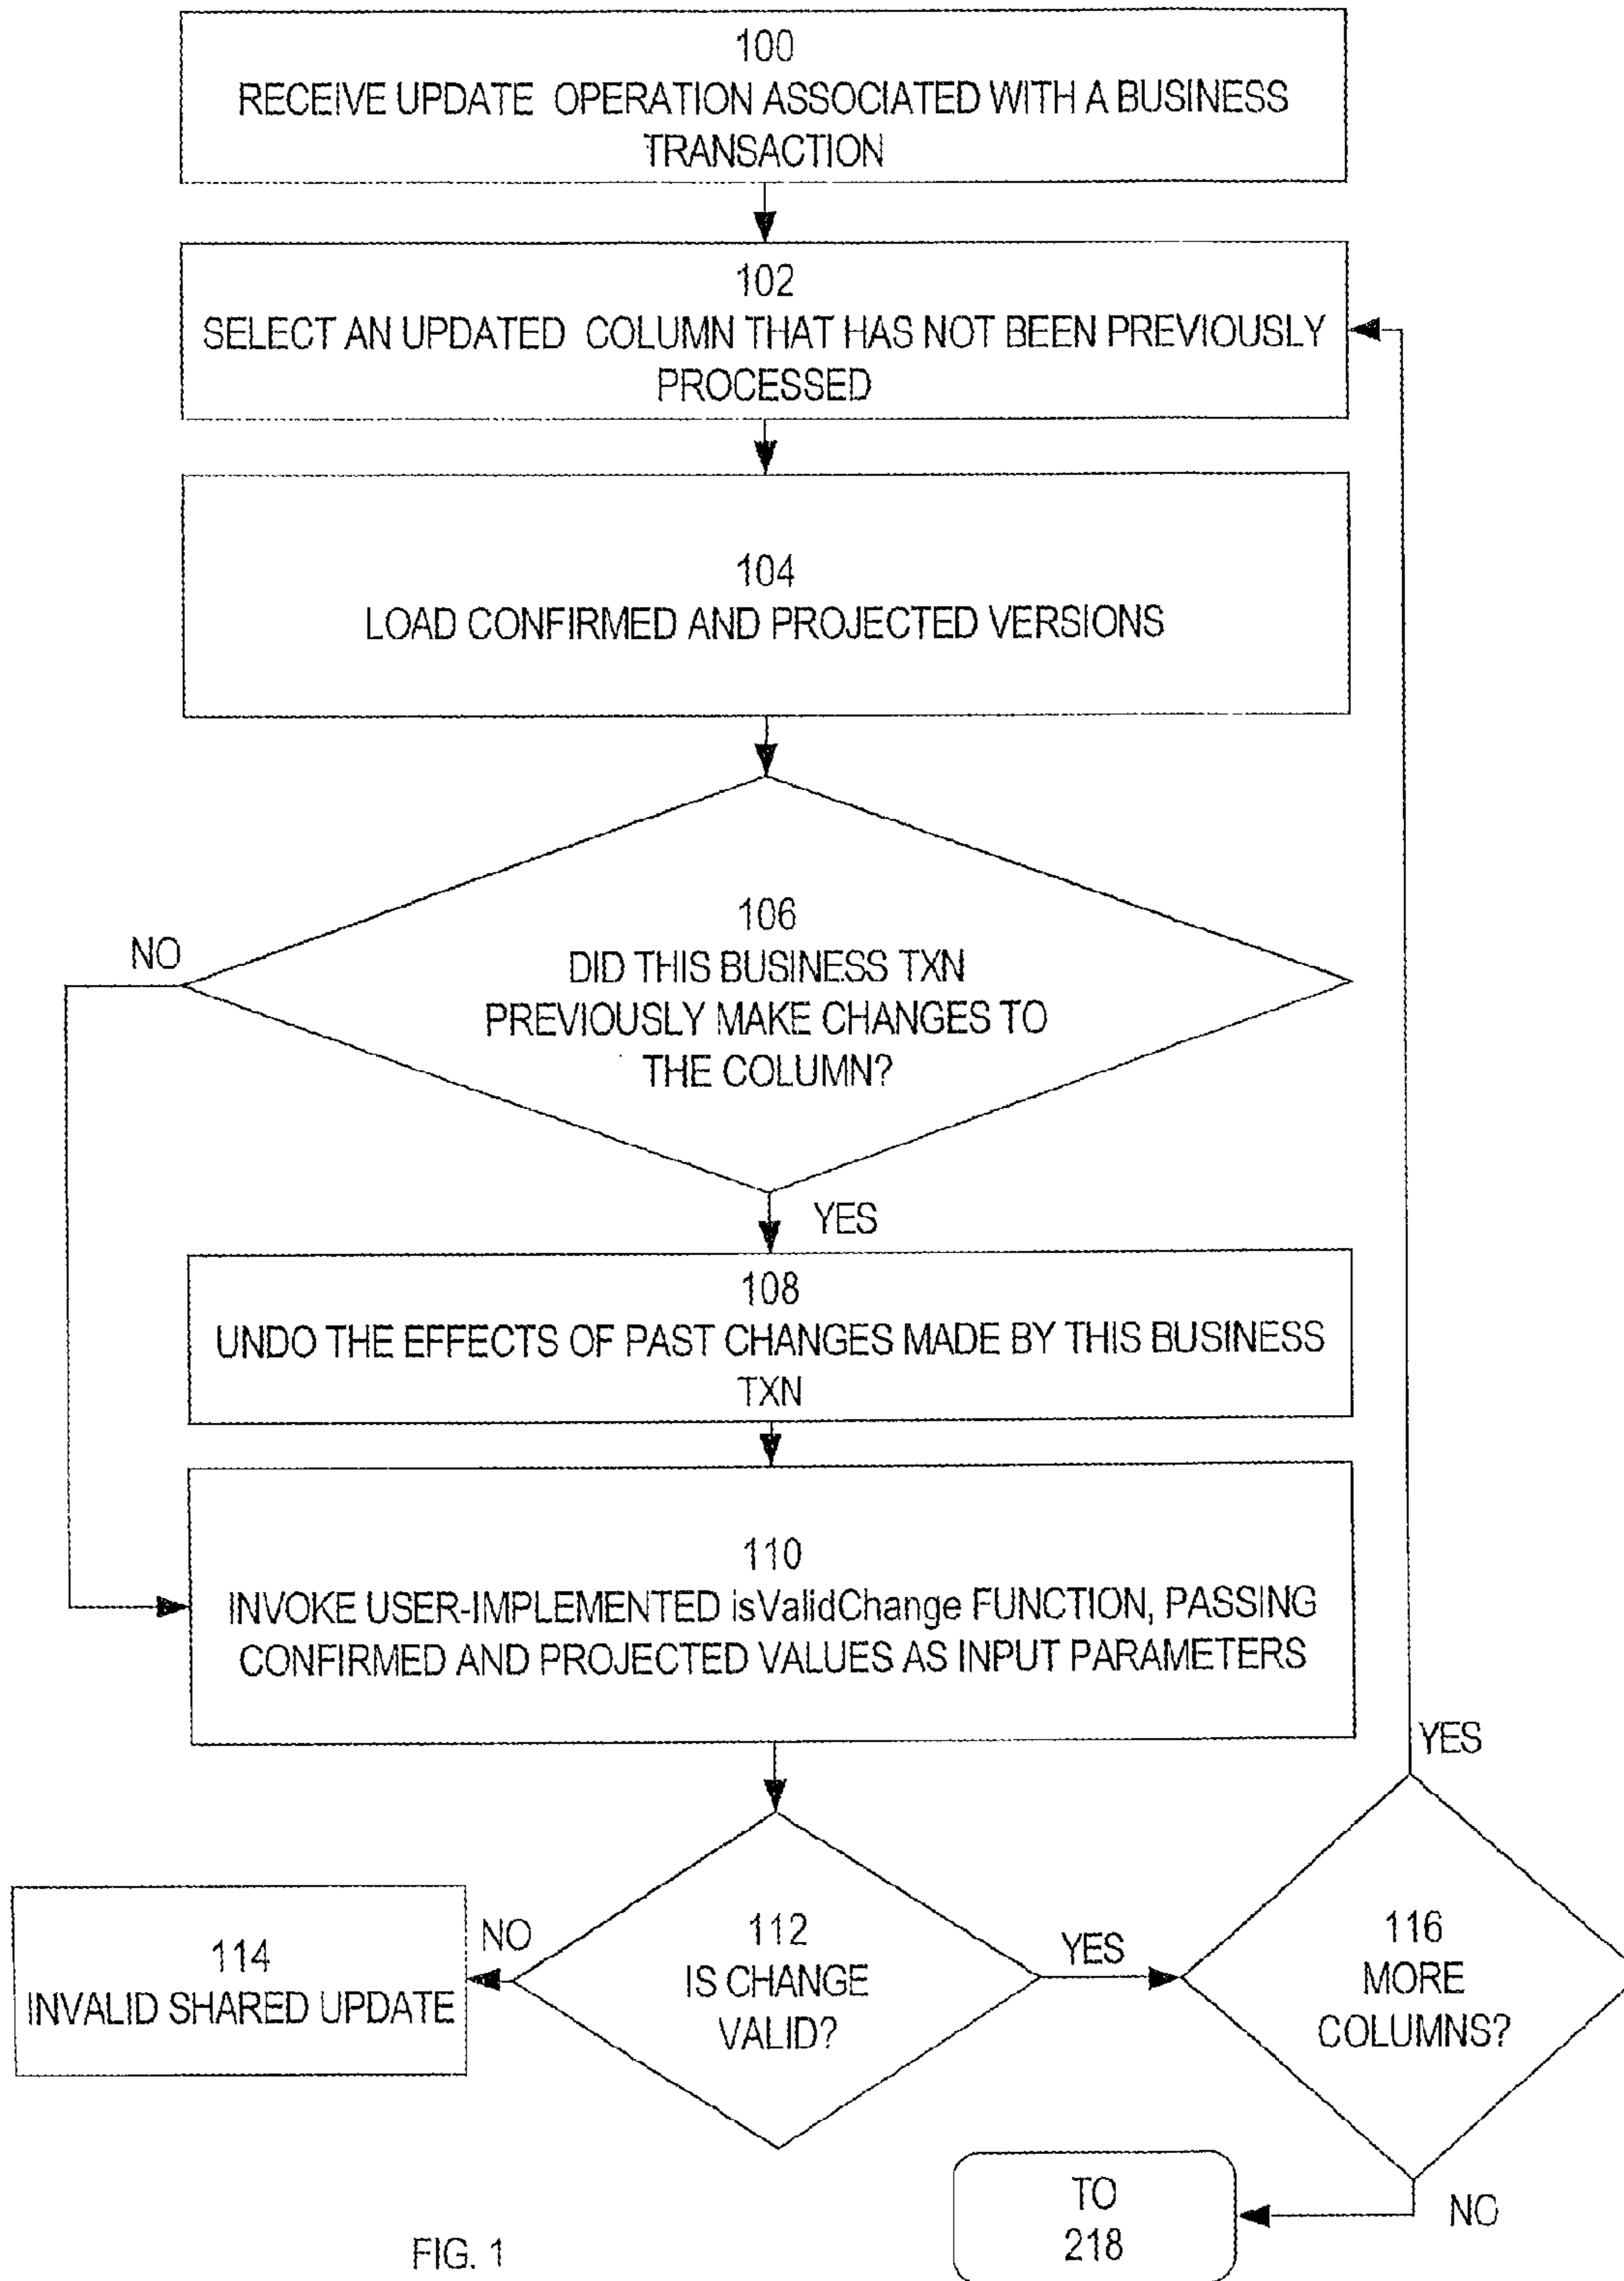 100
RECEIVE UPDATE OPERATION ASSOCIATED WITH A BUSINESS
TRANSACTION
102
SELECT AN UPDATED COLUMN THAT HAS NOT BEEN PREVIOUSLY
PROCESSED
104
LOAD CONFIRMED AND PROJECTED VERSIONS
106
DID THIS BUSINESS TXN
PREVIOUSLY MAKE CHANGES TO
THE COLUMN?
NO
YES
108
UNDO THE EFFECTS OF PAST CHANGES MADE BY THIS BUSINESS
TXN
110
INVOKE USER-IMPLEMENTED isValidChange FUNCTION, PASSING
CONFIRMED AND PROJECTED VALUES AS INPUT PARAMETERS
112
IS CHANGE
VALID?
NO
114
INVALID SHARED UPDATE
YES
116
MORE
COLUMNS?
YES
NO
TO
218
FIG. 1